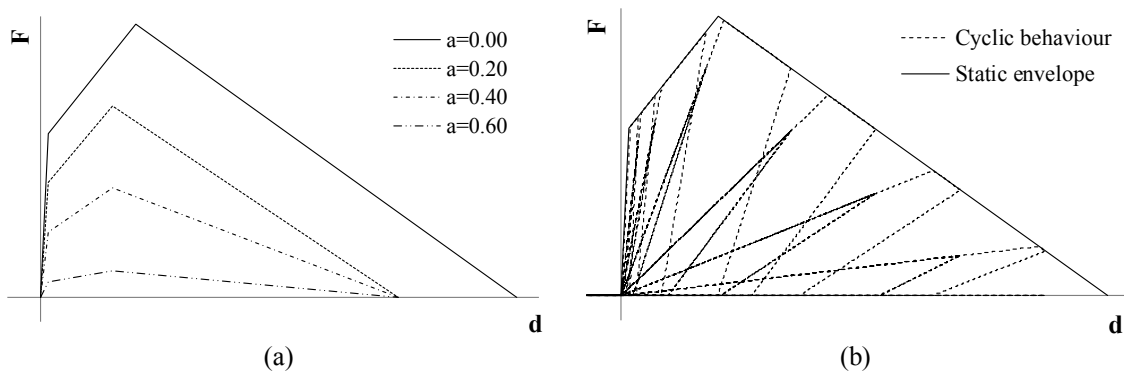 F
a=0.00
a=0.20
a=0.40
a=0.60
d
(a)
F
Cyclic behaviour
Static envelope
d
(b)